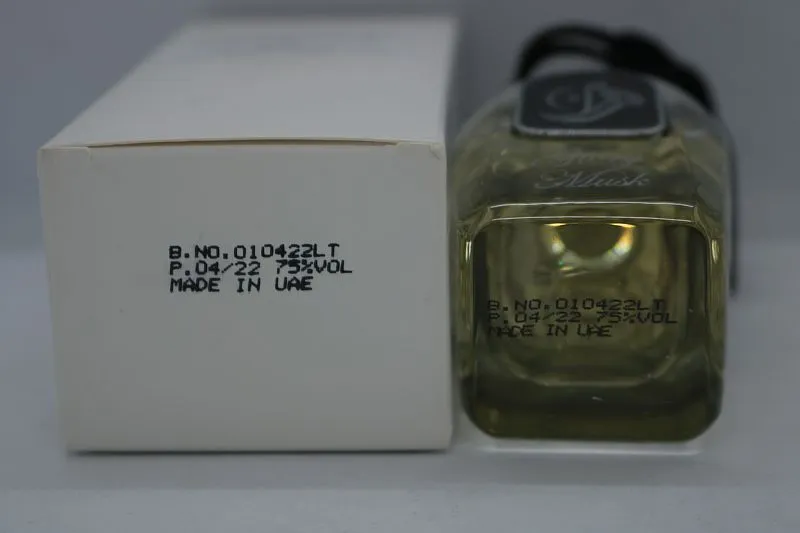 B.NO.010422LT
P.04/22 75%VOL
MADE IN UAE
Musk
B.NO.010422LT
P.04/22 75%VOL
MADE IN UAE